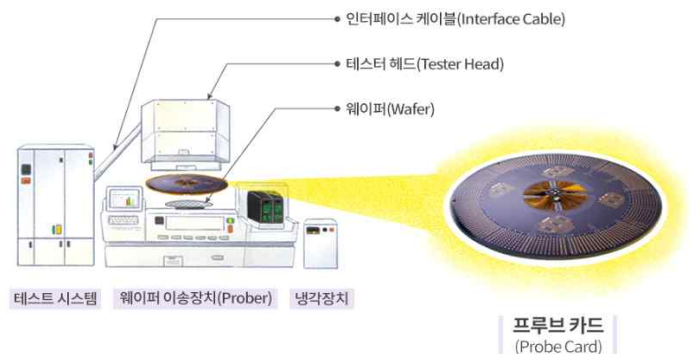 인터페이스 케이블(Interface Cable)
테스터 헤드(Tester Head)
웨이퍼(Wafer)
테스트 시스템
웨이퍼 이송장치(Prober)
냉각장치
프루브 카드
(Probe Card)